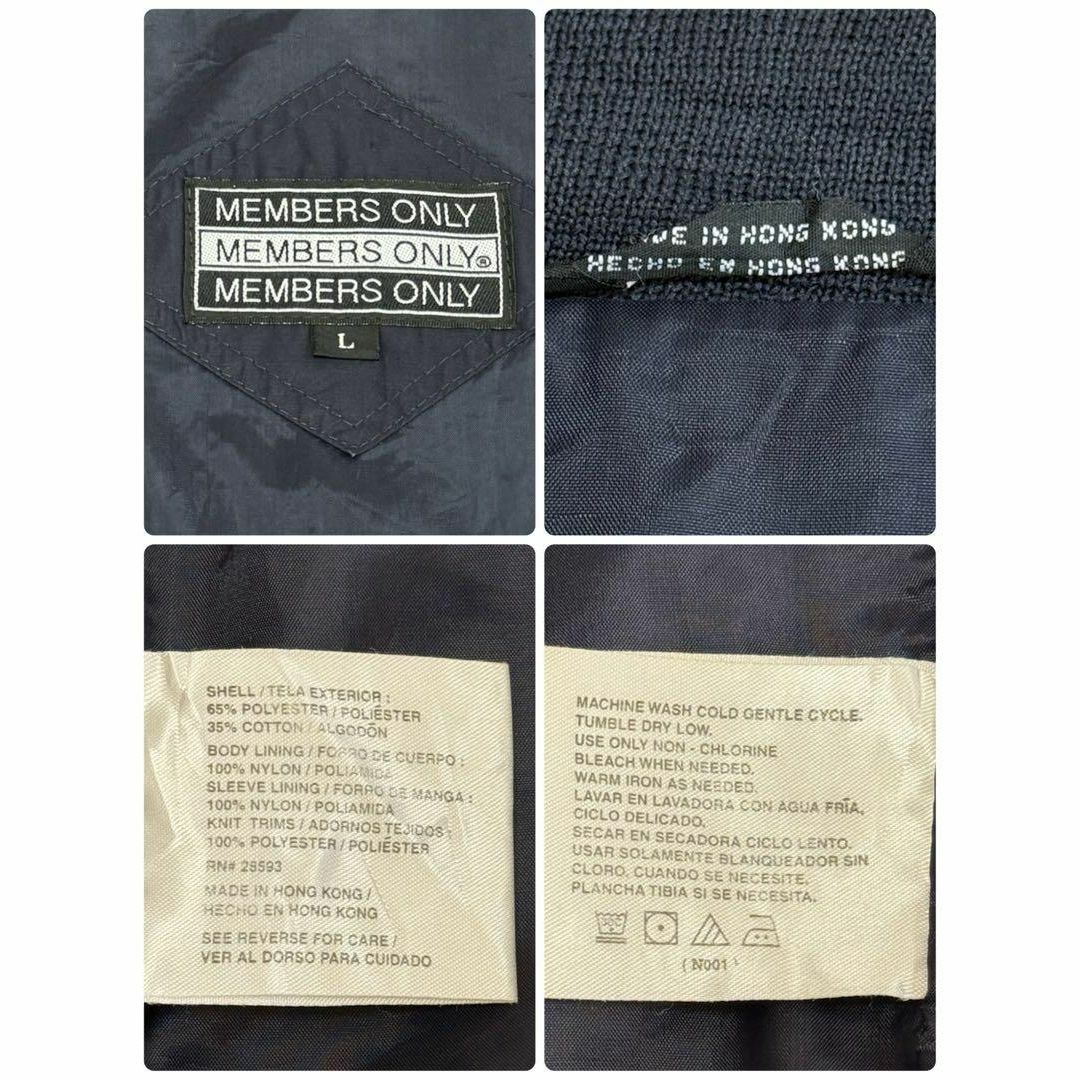 MEMBERS ONLY
MEMBERS ONLY®
MEMBERS ONLY
L
IN HONG KONG
HECHO EN HONG KONG
SHELL / TELA EXTERIOR :
65% POLYESTER / POLIÉSTER
35% COTTON / ALGODÓN
BODY LINING / FORRO DE CUERPO :
100% NYLON / POLIAMIDA
SLEEVE LINING / FORRO DE MANGA :
100% NYLON / POLIAMIDA
KNIT TRIMS / ADORNOS TEJIDOS :
100% POLYESTER / POLIÉSTER
RN# 28593
MADE IN HONG KONG /
HECHO EN HONG KONG
SEE REVERSE FOR CARE /
VER AL DORSO PARA CUIDADO
MACHINE WASH COLD GENTLE CYCLE.
TUMBLE DRY LOW.
USE ONLY NON - CHLORINE
BLEACH WHEN NEEDED.
WARM IRON AS NEEDED.
LAVAR EN LAVADORA CON AGUA FRÍA,
CICLO DELICADO.
SECAR EN SECADORA CICLO LENTO.
USAR SOLAMENTE BLANQUEADOR SIN
CLORO, CUANDO SE NECESITE.
PLANCHA TIBIA SI SE NECESITA.
( N001 )